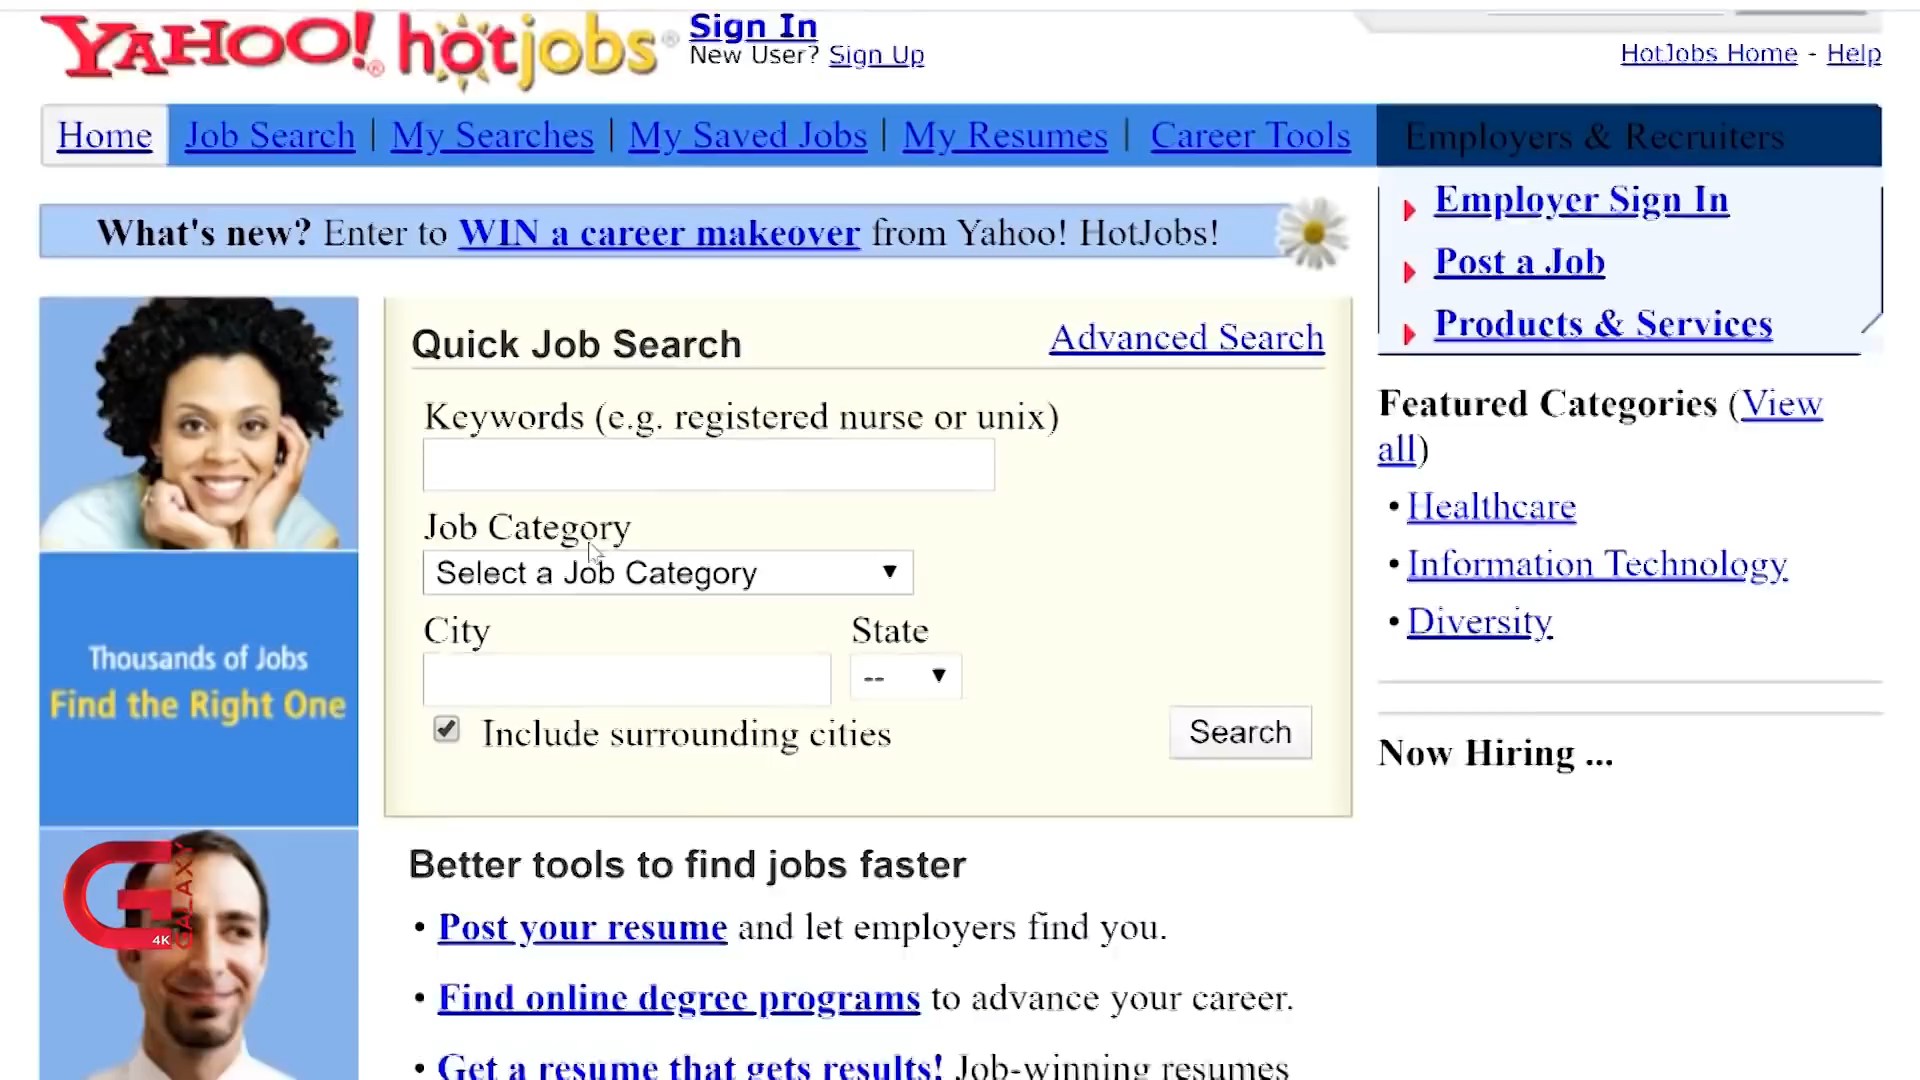 YAHOO! hotjobs®
Sign In
New User? Sign Up
HotJobs Home - Help
Home Job Search | My Searches | My Saved Jobs | My Resumes | Career Tools
Employers & Recruiters
What's new? Enter to WIN a career makeover from Yahoo! HotJobs!
Employer Sign In
Post a Job
Products & Services
Quick Job Search Advanced Search
Keywords (e.g. registered nurse or unix)
Job Category
Select a Job Category
City State
--
Include surrounding cities
Search
Featured Categories (View
all)
• Healthcare
• Information Technology
• Diversity
Now Hiring ...
Thousands of Jobs
Find the Right One
GALAXY
4K
Better tools to find jobs faster
• Post your resume and let employers find you.
• Find online degree programs to advance your career.
• Get a resume that gets results! Job-winning resumes